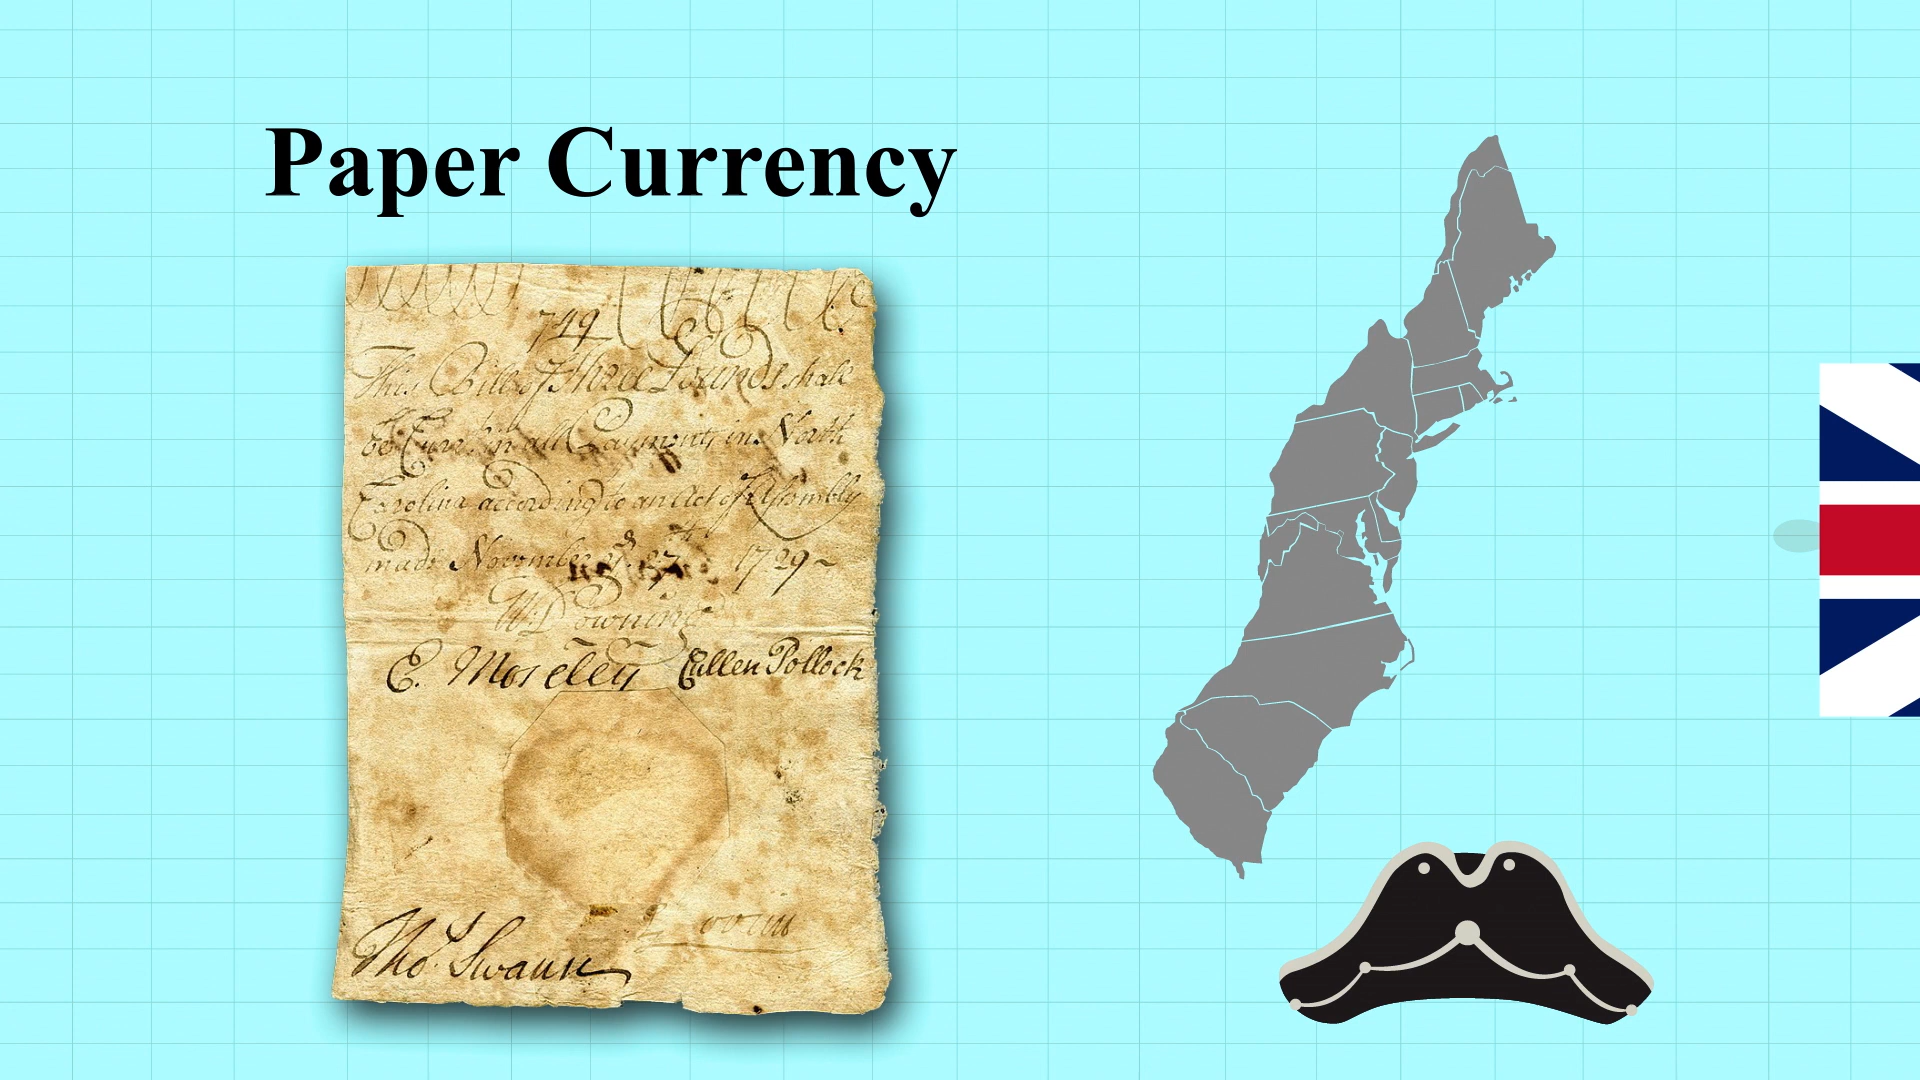 Paper Currency
749
This Bill of Three Pounds shall
be Curr.t in all Payments in North
Carolina according to an Act of Assembly
made November y.e 27th 1729~
W Downing
E. Moseley Cullen Pollock
Tho.s Swann